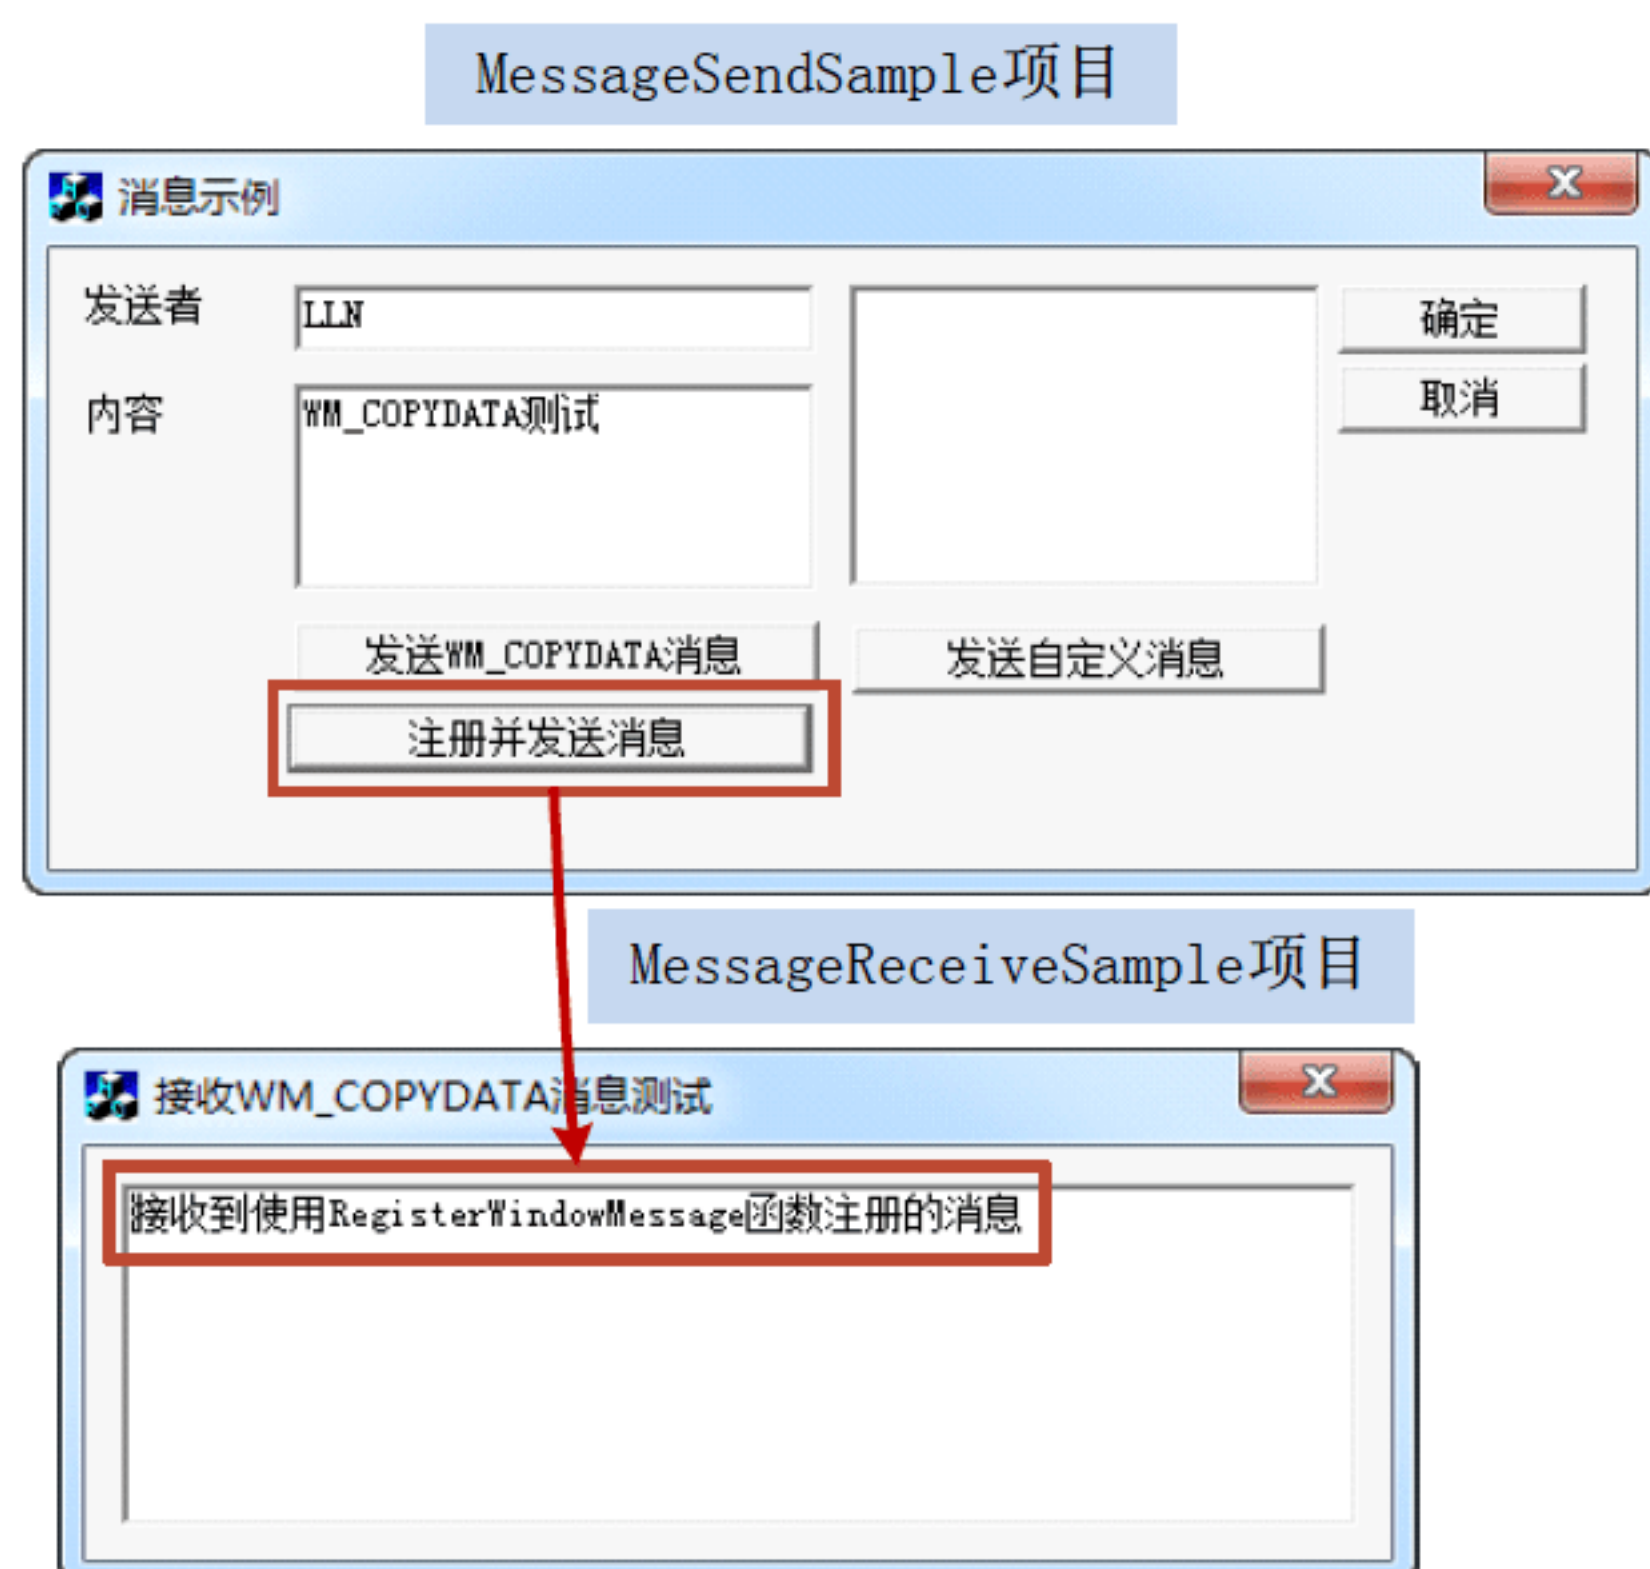 MessageSendSample项目
消息示例
发送者
LLN
确定
取消
内容
WM_COPYDATA测试
发送WM_COPYDATA消息
发送自定义消息
注册并发送消息
MessageReceiveSample项目
接收WM_COPYDATA消息测试
接收到使用RegisterWindowMessage函数注册的消息